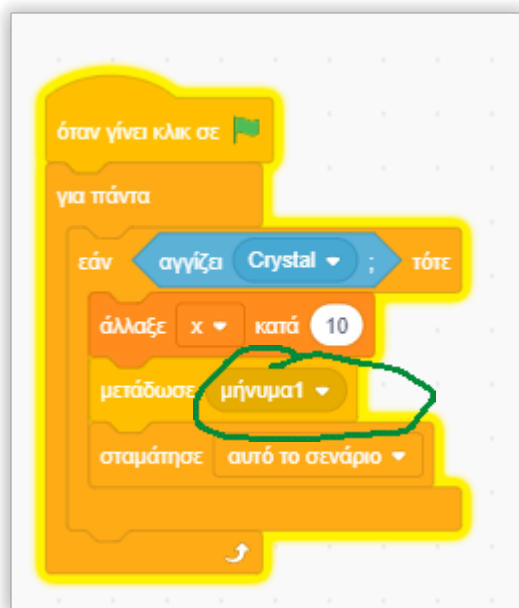 όταν γίνει κλικ σε
για πάντα
εάν αγγίζει Crystal ; τότε
άλλαξε x κατά 10
μετάδωσε μήνυμα1
σταμάτησε αυτό το σενάριο